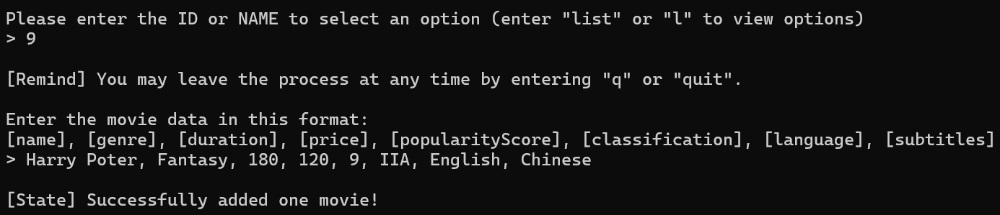 Please enter the ID or NAME to select an option (enter "list" or "l" to view options)
> 9
[Remind] You may leave the process at any time by entering "q" or "quit".
Enter the movie data in this format:
[name], [genre], [duration], [price], [popularityScore], [classification], [language], [subtitles]
> Harry Poter, Fantasy, 180, 120, 9, IIA, English, Chinese
[State] Successfully added one movie!